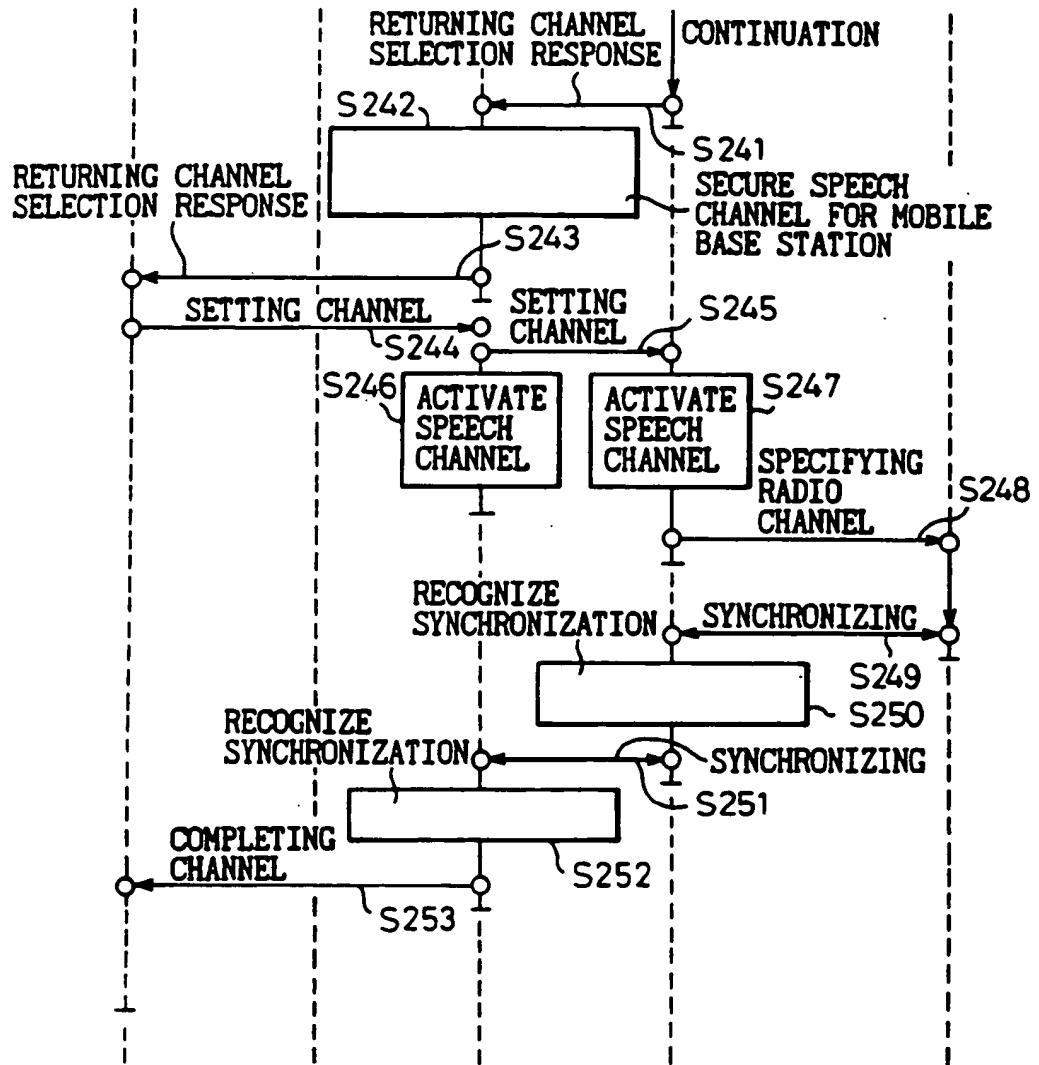 RETURNING CHANNEL
SELECTION RESPONSE
CONTINUATION
S242
S241
RETURNING CHANNEL
SELECTION RESPONSE
SECURE SPEECH
CHANNEL FOR MOBILE
BASE STATION
S243
SETTING CHANNEL
S244
SETTING
CHANNEL
S245
S246
ACTIVATE
SPEECH
CHANNEL
ACTIVATE
SPEECH
CHANNEL
S247
SPECIFYING
RADIO
CHANNEL
S248
RECOGNIZE
SYNCHRONIZATION
SYNCHRONIZING
S249
S250
RECOGNIZE
SYNCHRONIZATION
SYNCHRONIZING
S251
COMPLETING
CHANNEL
S252
S253